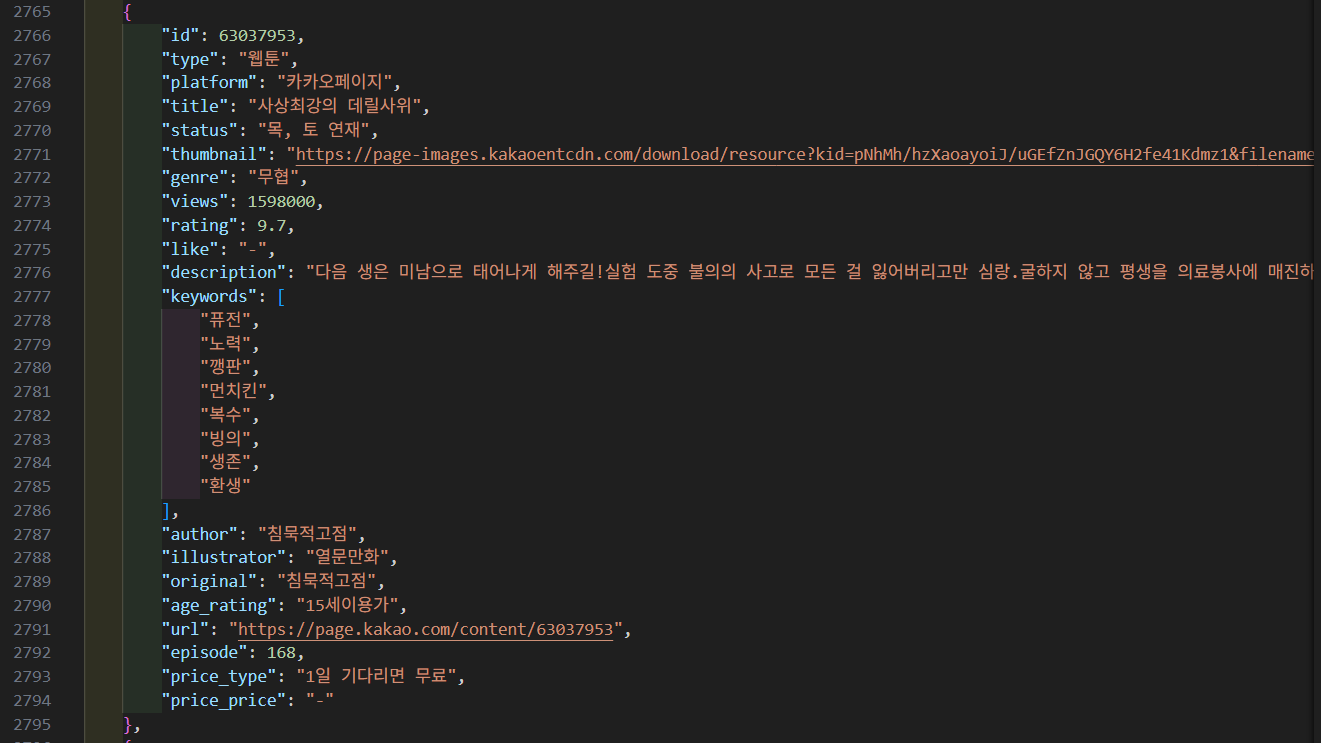 2765 {
2766 "id": 63037953,
2767 "type": "웹툰",
2768 "platform": "카카오페이지",
2769 "title": "사상최강의 데릴사위",
2770 "status": "목, 토 연재",
2771 "thumbnail": "https://page-images.kakaoentcdn.com/download/resource?kid=pNhMh/hzXaoayoiJ/uGEfZnJGQY6H2fe41Kdmz1&filename
2772 "genre": "무협",
2773 "views": 1598000,
2774 "rating": 9.7,
2775 "like": "-",
2776 "description": "다음 생은 미남으로 태어나게 해주길!실험 도중 불의의 사고로 모든 걸 잃어버리고만 심랑.굴하지 않고 평생을 의료봉사에 매진하
2777 "keywords": [
2778 "퓨전",
2779 "노력",
2780 "깽판",
2781 "먼치킨",
2782 "복수",
2783 "빙의",
2784 "생존",
2785 "환생"
2786 ],
2787 "author": "침묵적고점",
2788 "illustrator": "열문만화",
2789 "original": "침묵적고점",
2790 "age_rating": "15세이용가",
2791 "url": "https://page.kakao.com/content/63037953",
2792 "episode": 168,
2793 "price_type": "1일 기다리면 무료",
2794 "price_price": "-"
2795 },